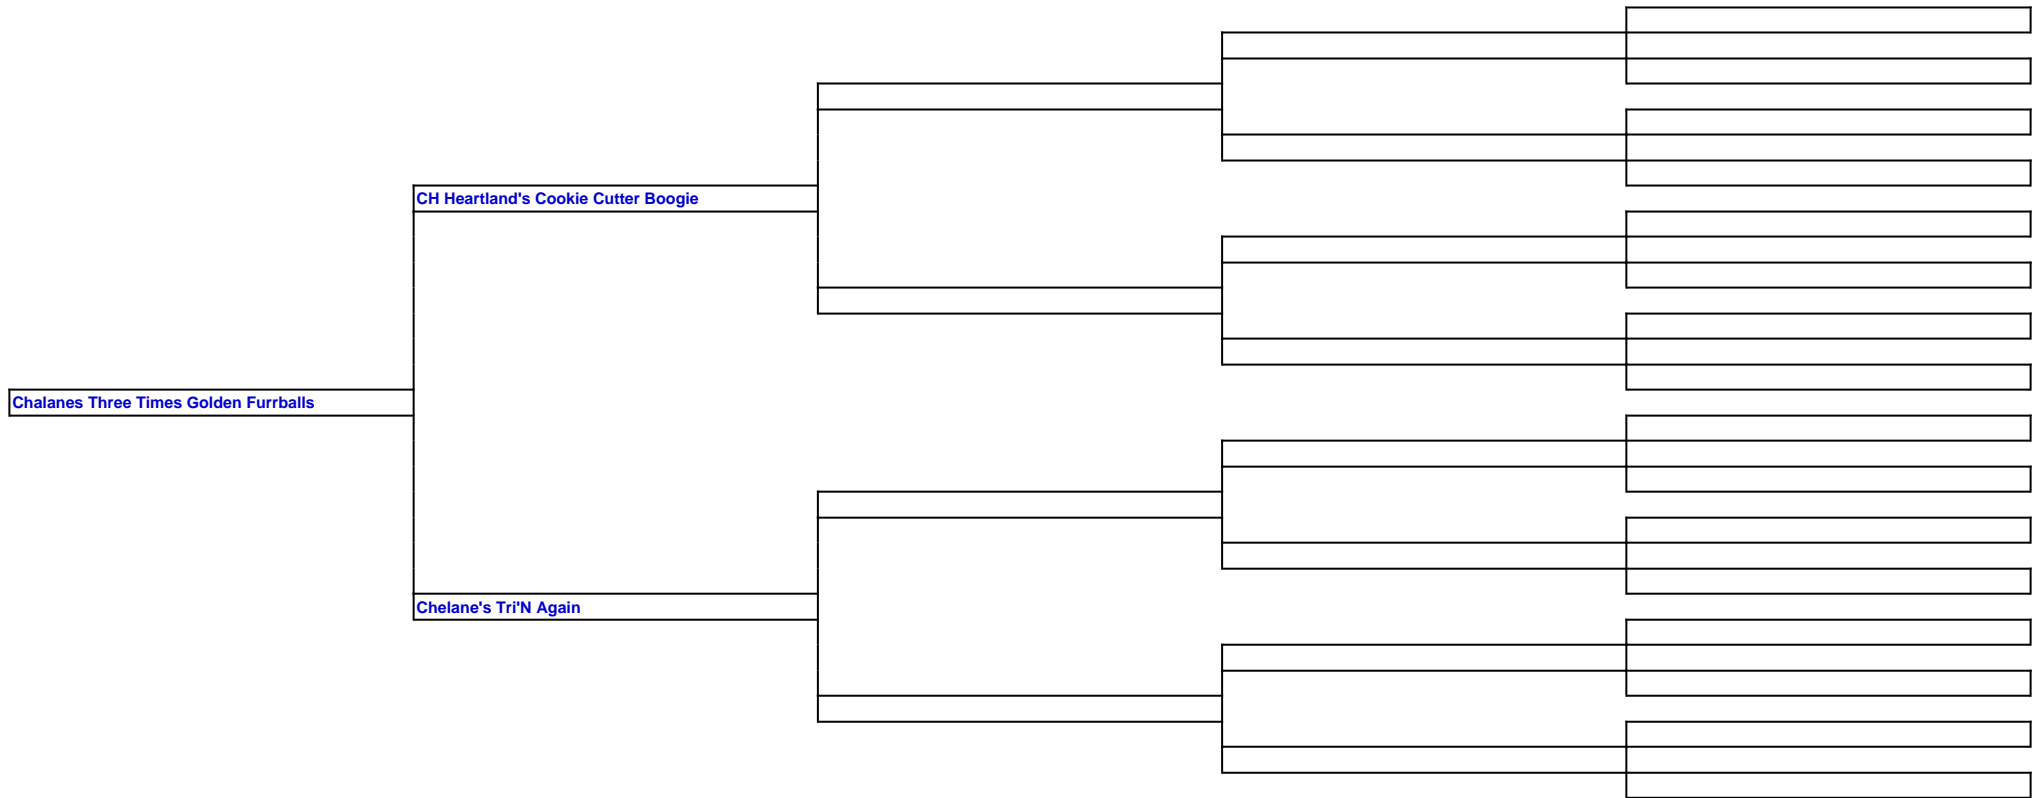 CH Heartland's Cookie Cutter Boogie
Chalanes Three Times Golden Furrballs
Chelane's Tri'N Again